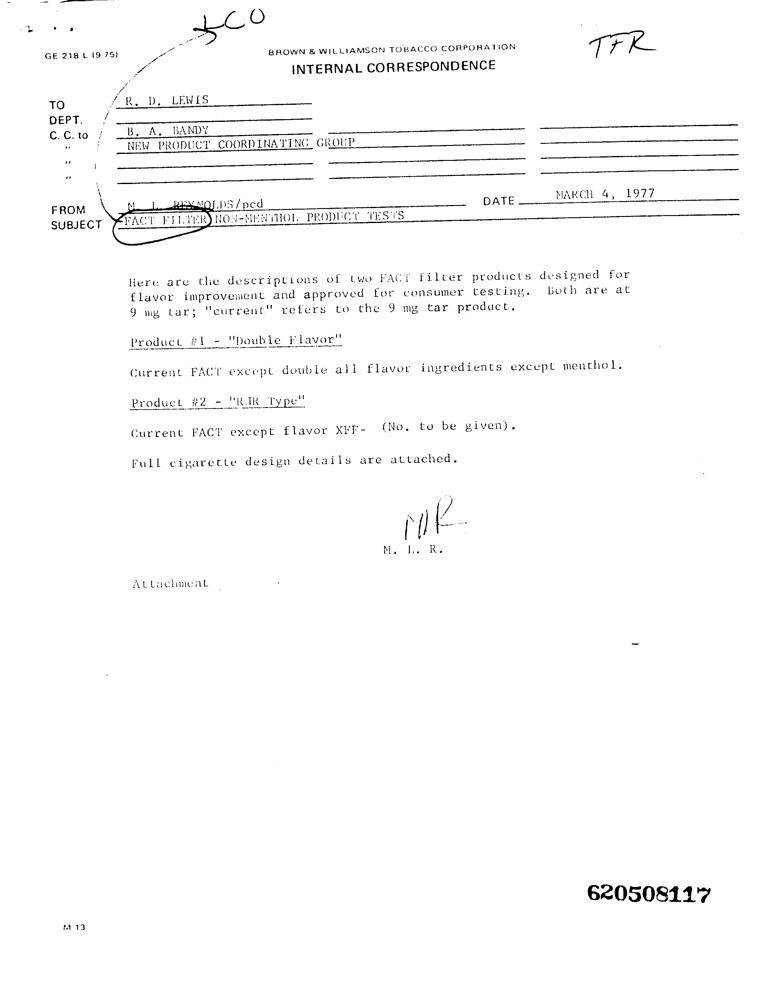 GE 218 L (9-75)
BROWN & WILLIAMSON TOBACCO CORPORATION
TFR
INTERNAL CORRESPONDENCE
TO R. D. LEWIS
DEPT.
C. C. to B. A. BANDY
" NEW PRODUCT COORDINATING GROUP
"
"
FROM M. L. REYNOLDS/pcd DATE MARCH 4, 1977
SUBJECT FACT FILTER NON-MENTHOL PRODUCT TESTS
Here are the descriptions of two FACT filter products designed for
flavor improvement and approved for consumer testing. Both are at
9 mg tar; "current" refers to the 9 mg tar product.
Product #1 - "Double Flavor"
Current FACT except double all flavor ingredients except menthol.
Product #2 - "RJR Type"
Current FACT except flavor XFF- (No. to be given).
Full cigarette design details are attached.
MLR
M. L. R.
Attachment
620508117
M 13